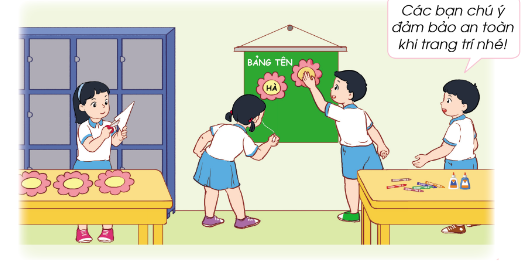 Các bạn chú ý
đảm bảo an toàn
khi trang trí nhé!
BẢNG TÊN
HÀ